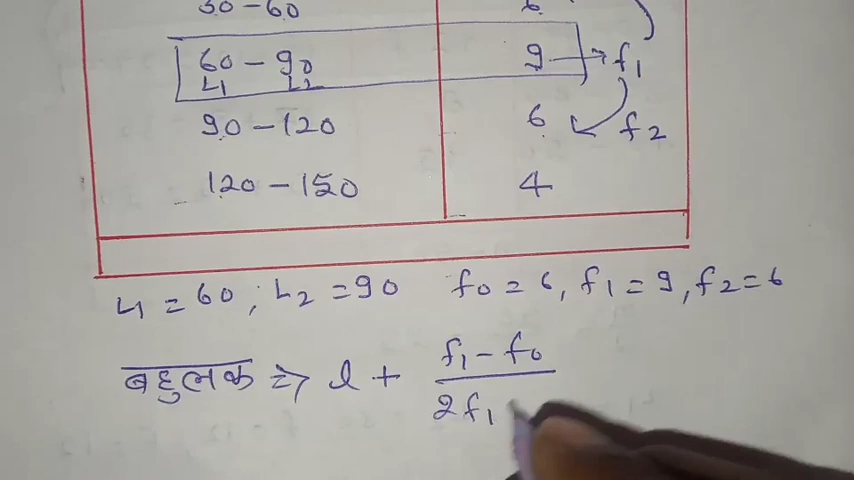 30-60 6
60-90 9 → f1
L1 L2
90-120 6 f2
120-150 4
L1 = 60 ; L2 = 90 f0 = 6, f1 = 9, f2 = 6
बहुलक ⇒ l + f1 - f0
2f1